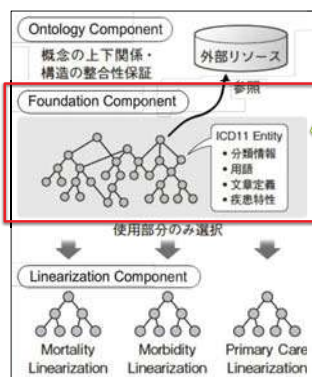 Ontology Component
概念の上下関係・
構造の整合性保証
外部リソース
参照
Foundation Component
ICD11 Entity
• 分類情報
• 用語
• 文章定義
• 疾患特性
使用部分のみ選択
Linearization Component
Mortality
Linearization
Morbidity
Linearization
Primary Care
Linearization